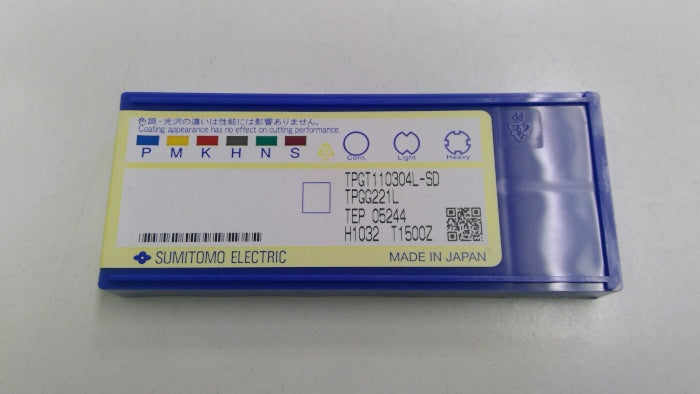 色調・光沢の違いは性能には影響ありません。
Coating appearance has no effect on cutting performance.
P M K H N S
Cont. Light Heavy
TPGT110304L-SD
TPGG221L
TEP 05244
H1032 T1500Z
SUMITOMO ELECTRIC
MADE IN JAPAN